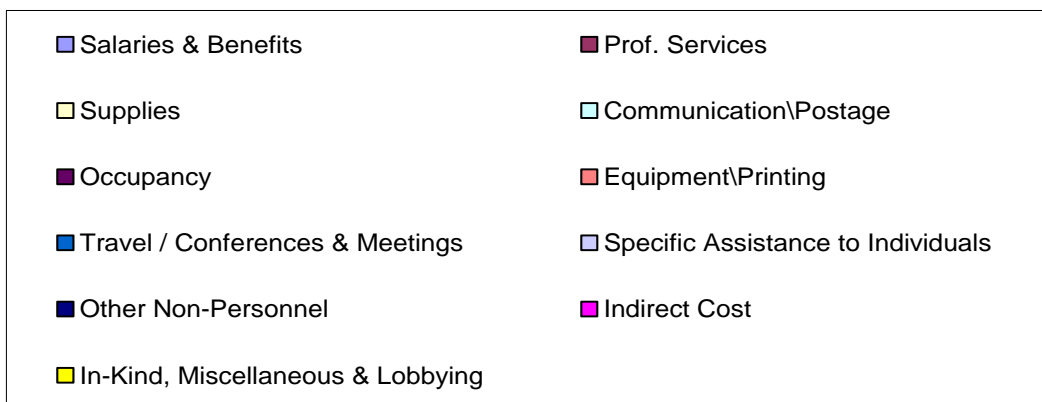 Salaries & Benefits
Prof. Services
Supplies
Communication\Postage
Occupancy
Equipment\Printing
Travel / Conferences & Meetings
Specific Assistance to Individuals
Other Non-Personnel
Indirect Cost
In-Kind, Miscellaneous & Lobbying